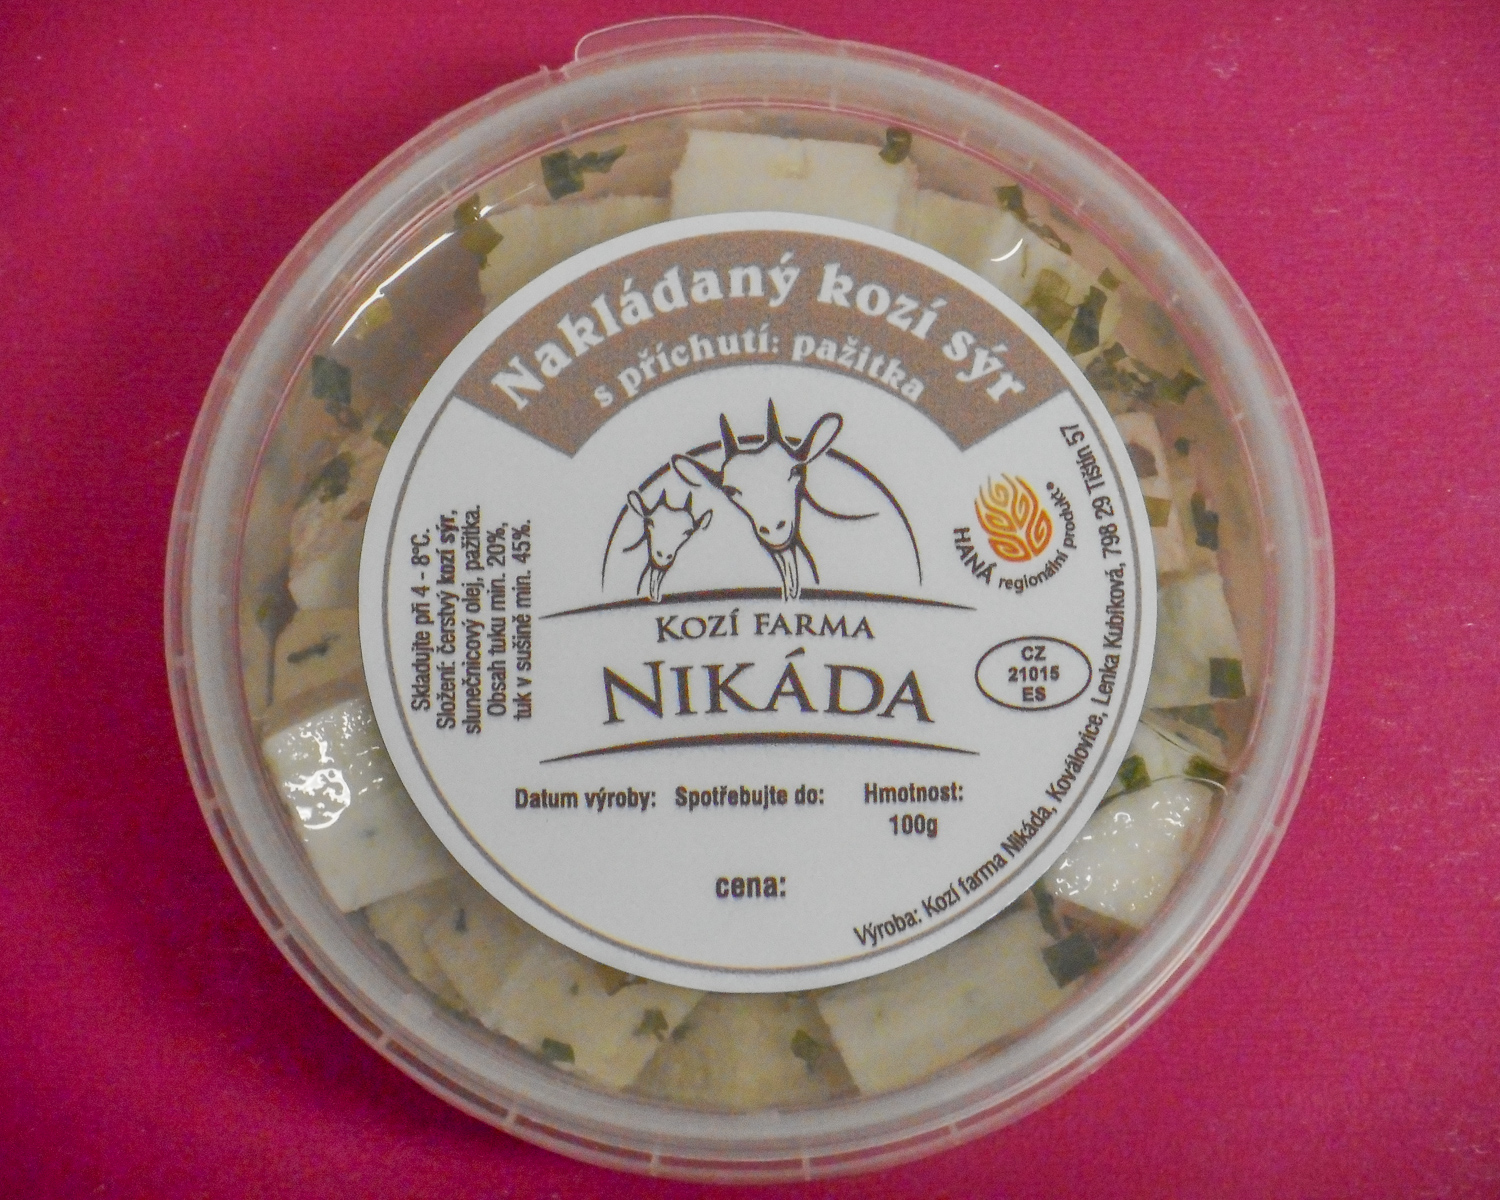 Nakládaný kozí sýr
s příchutí: pažitka
Skladujte při 4 - 8°C.
Složení: čerstvý kozí sýr,
slunečnicový olej, pažitka.
Obsah tuku min. 20%,
tuk v sušině min. 45%.
KOZÍ FARMA
NIKÁDA
HANÁ regionální produkt®
CZ
21015
ES
Datum výroby: Spotřebujte do: Hmotnost:
100g
cena:
Výroba: Kozí farma Nikáda, Koválovice, Lenka Kubíková, 798 29 Tištín 57